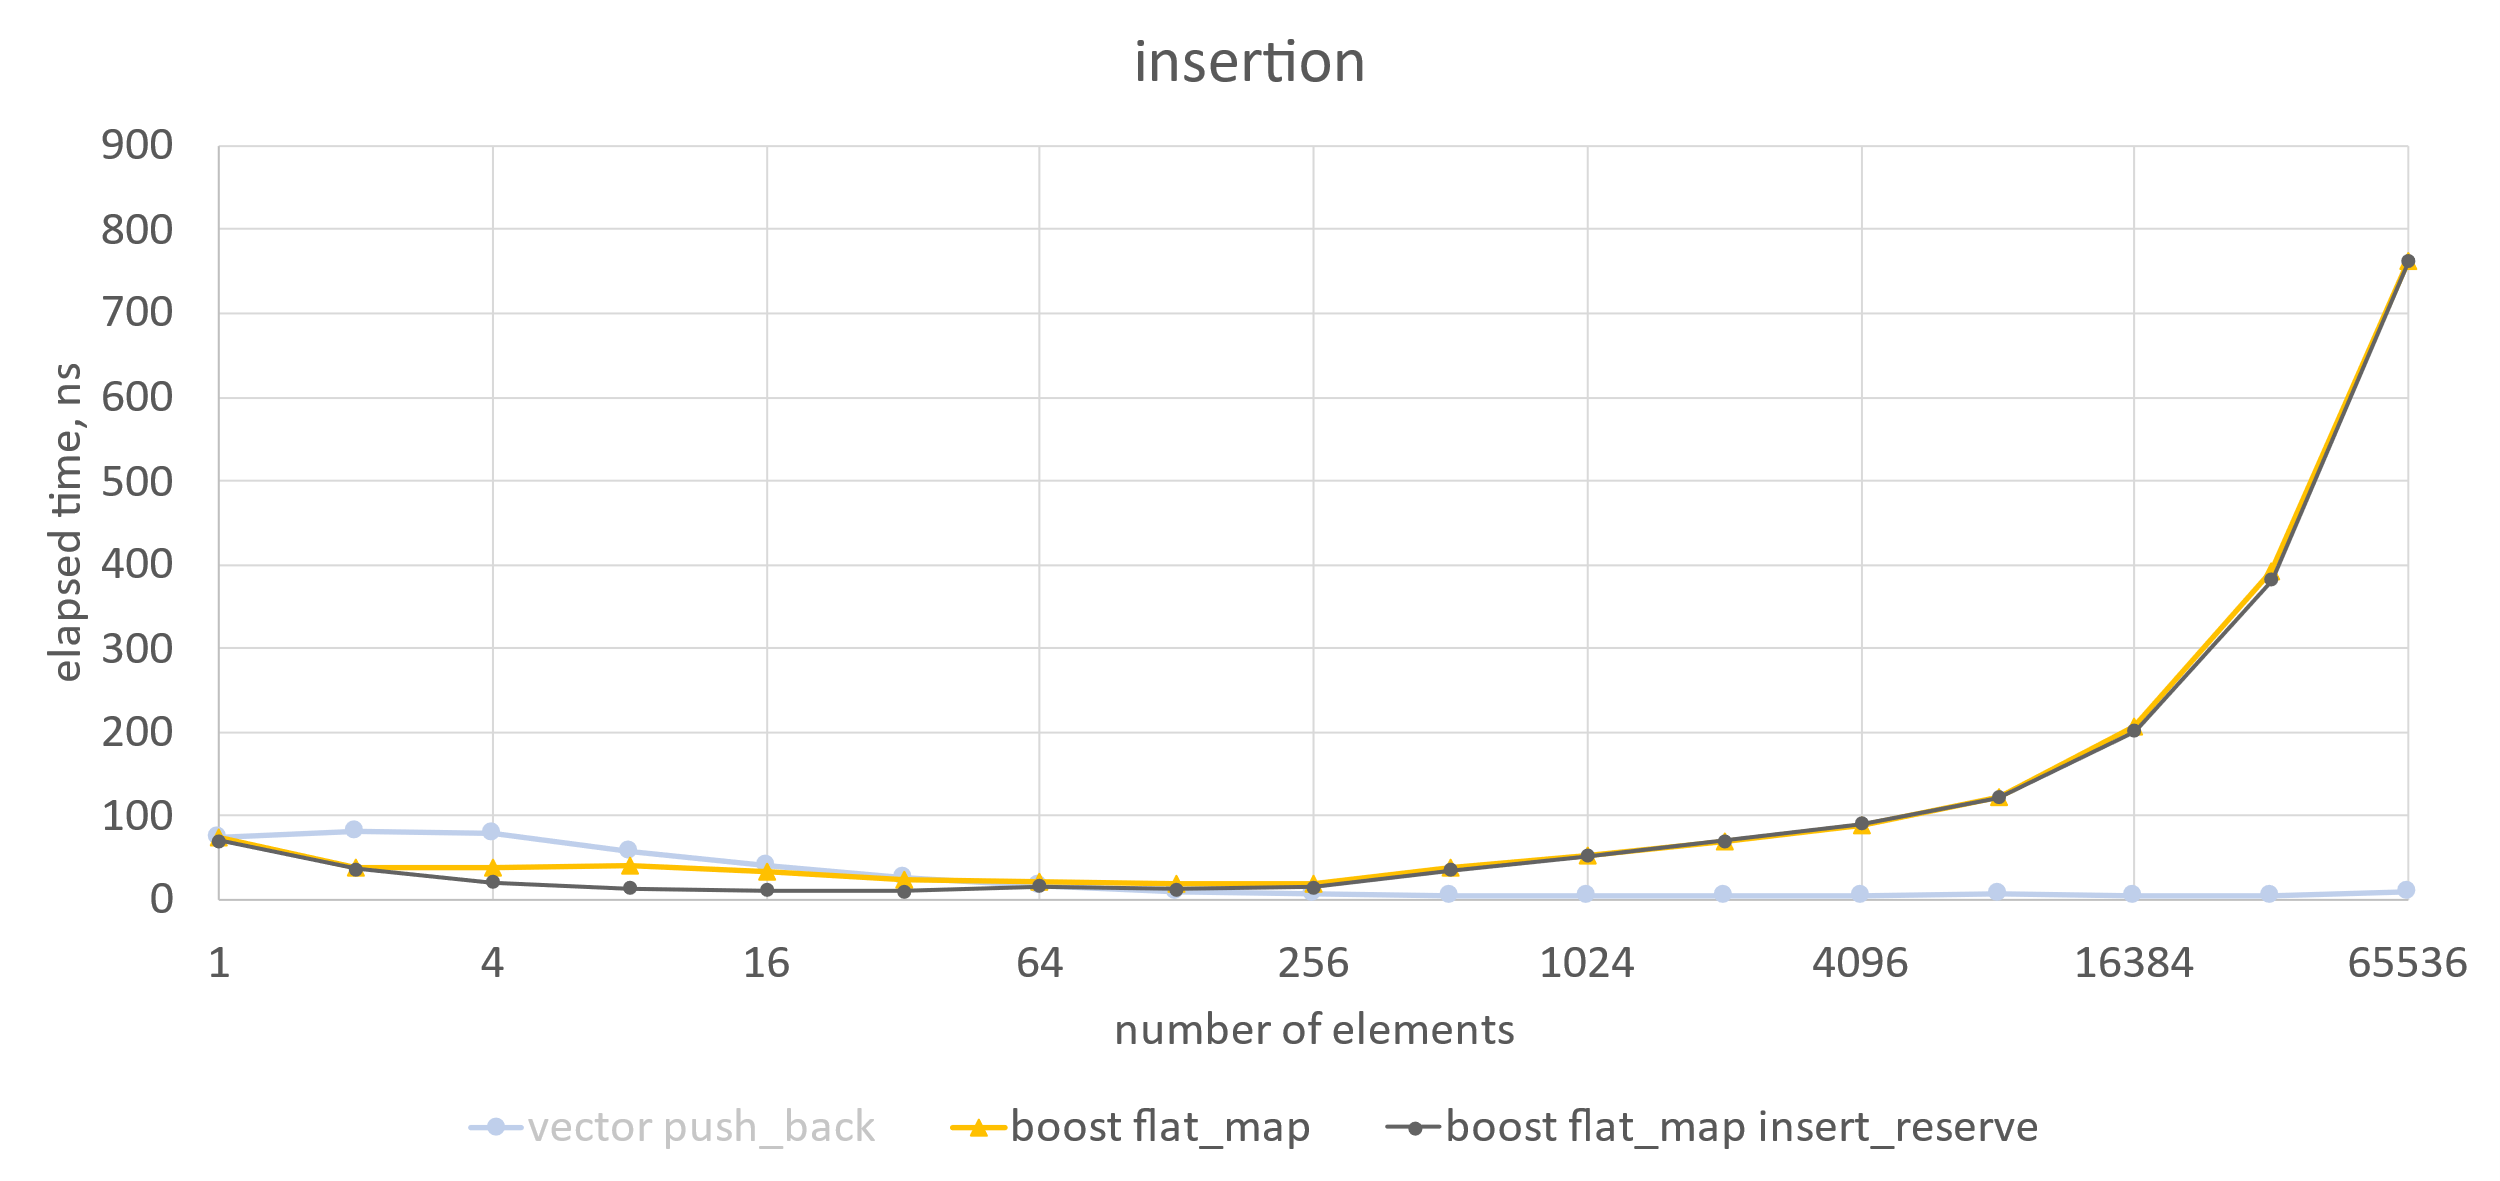 insertion
900
800
700
600
500
400
300
200
100
0
elapsed time, ns
1 4 16 64 256 1024 4096 16384 65536
number of elements
vector push_back boost flat_map boost flat_map insert_reserve